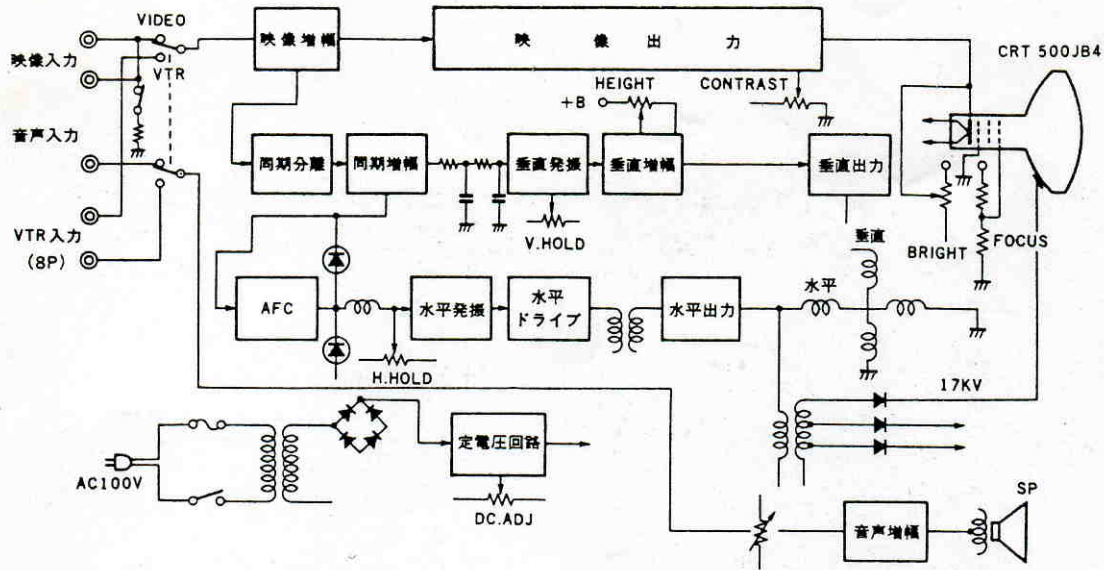 VIDEO
映像入力
VTR
映像増幅
映像出力
CRT 500JB4
HEIGHT
+B
CONTRAST
音声入力
同期分離
同期増幅
垂直発振
垂直増幅
垂直出力
V.HOLD
VTR入力
(8P)
垂直
BRIGHT
FOCUS
AFC
水平発振
水平
ドライブ
水平出力
水平
H.HOLD
17KV
AC100V
定電圧回路
DC.ADJ
音声増幅
SP